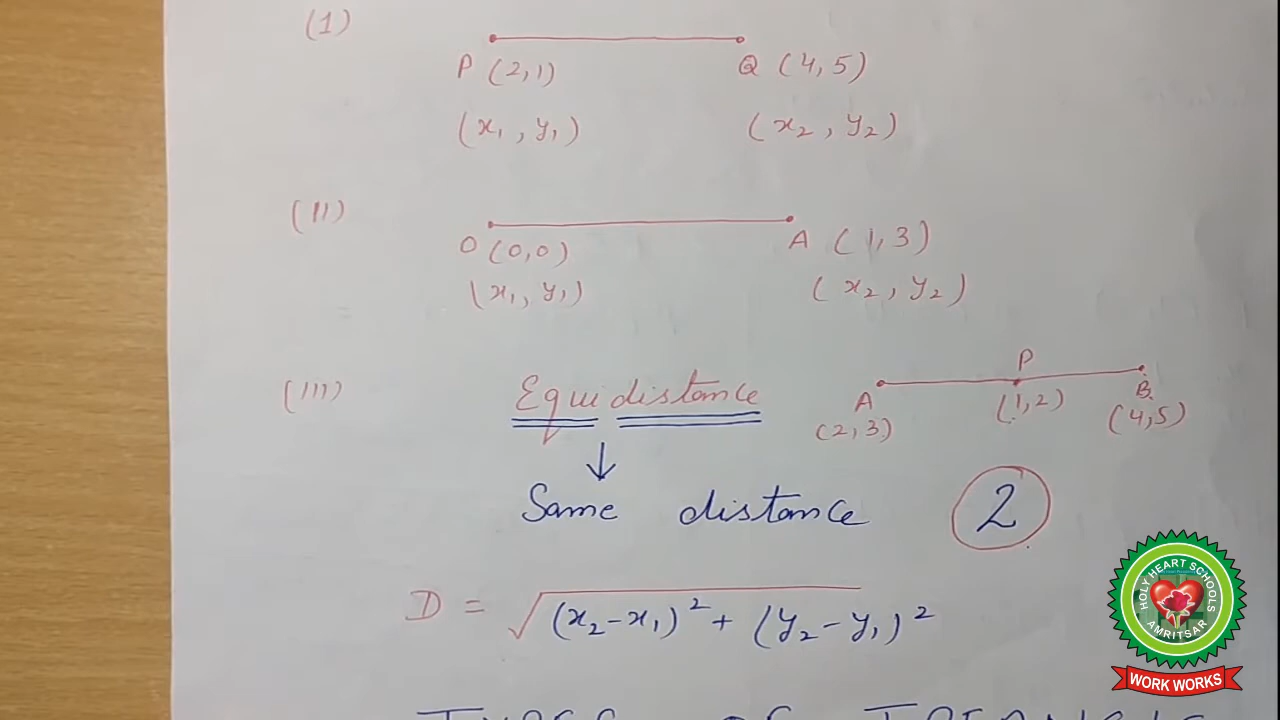 (I)
P (2,1) Q (4,5)
(x₁, y₁) (x₂, y₂)
(II)
O (0,0) A (1,3)
(x₁, y₁) (x₂, y₂)
(III) Equi distance
P
A B
(1,2)
(2,3) (4,5)
↓
Same distance 2
D = √(x₂-x₁)² + (y₂-y₁)²
HOLY HEART SCHOOLS
AMRITSAR
WORK WORKS